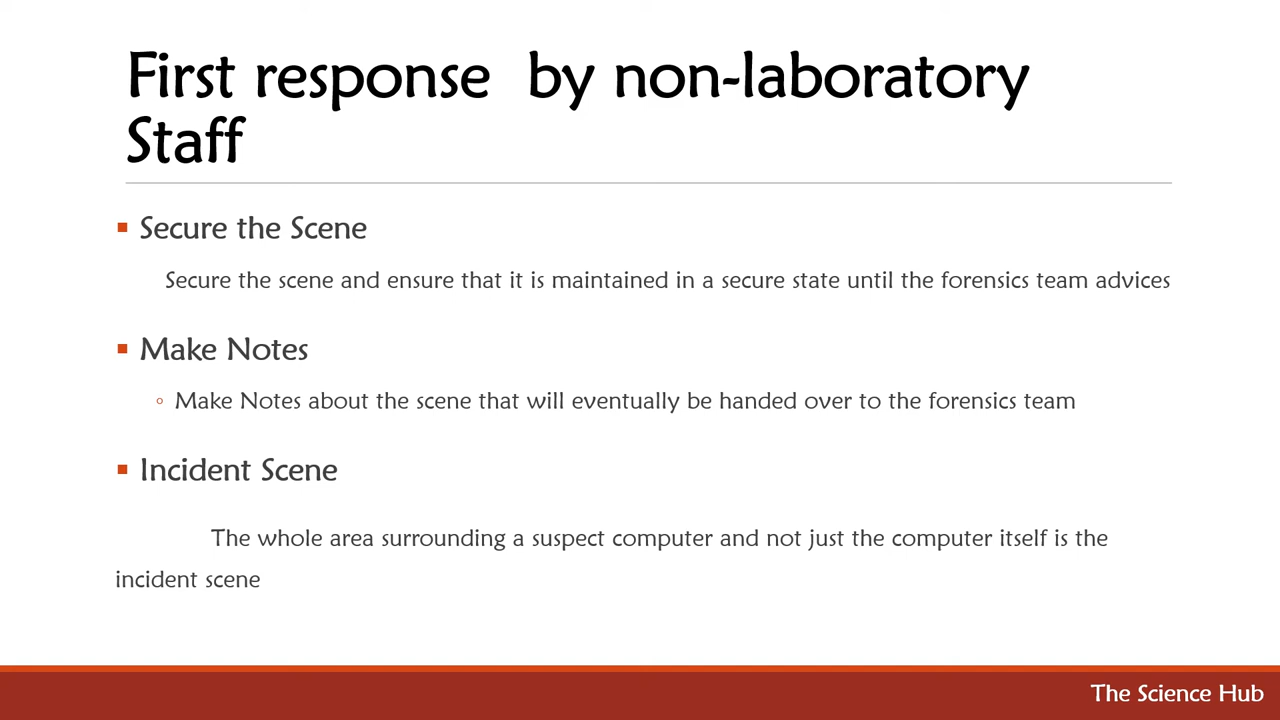 First response by non-laboratory
Staff
▪ Secure the Scene
Secure the scene and ensure that it is maintained in a secure state until the forensics team advices
▪ Make Notes
◦ Make Notes about the scene that will eventually be handed over to the forensics team
▪ Incident Scene
The whole area surrounding a suspect computer and not just the computer itself is the
incident scene
The Science Hub